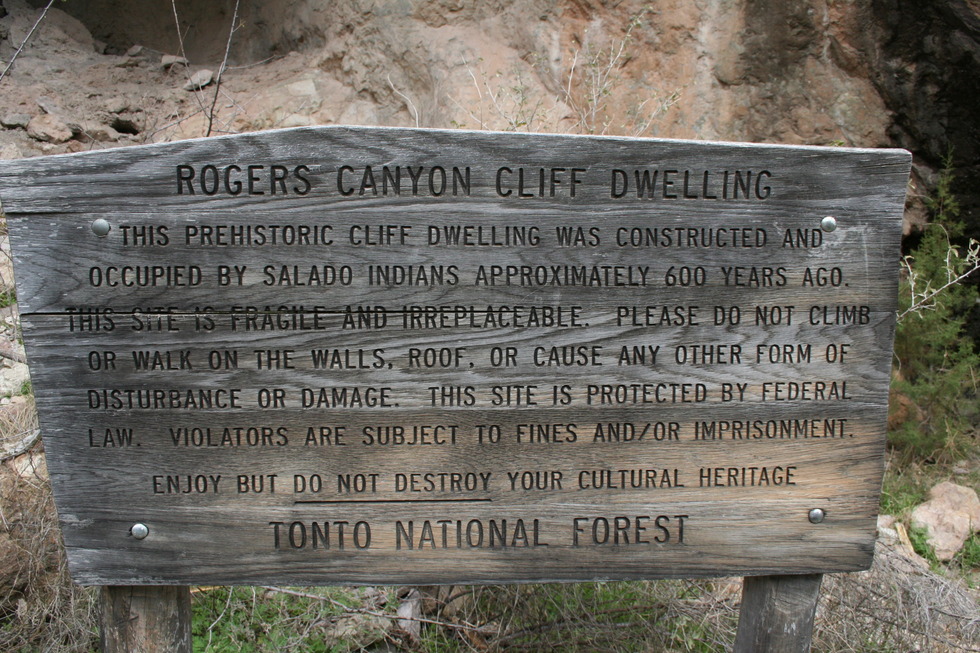 ROGERS CANYON CLIFF DWELLING
THIS PREHISTORIC CLIFF DWELLING WAS CONSTRUCTED AND
OCCUPIED BY SALADO INDIANS APPROXIMATELY 600 YEARS AGO.
THIS SITE IS FRAGILE AND IRREPLACEABLE. PLEASE DO NOT CLIMB
OR WALK ON THE WALLS, ROOF, OR CAUSE ANY OTHER FORM OF
DISTURBANCE OR DAMAGE. THIS SITE IS PROTECTED BY FEDERAL
LAW. VIOLATORS ARE SUBJECT TO FINES AND/OR IMPRISONMENT.
ENJOY BUT DO NOT DESTROY YOUR CULTURAL HERITAGE
TONTO NATIONAL FOREST